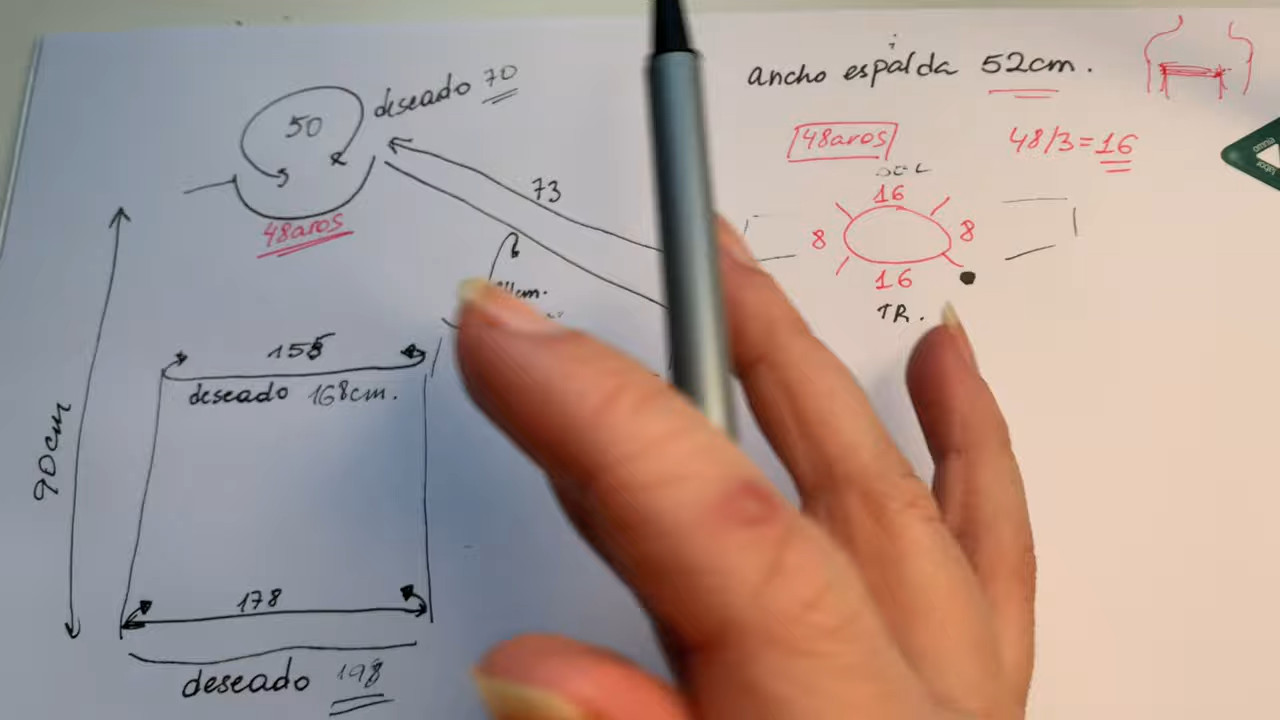 50
deseado 70
48aros
73
155
deseado 168cm.
90cm
178
deseado 198
ancho espalda 52cm.
48aros
48/3=16
16
8
8
16
TR.